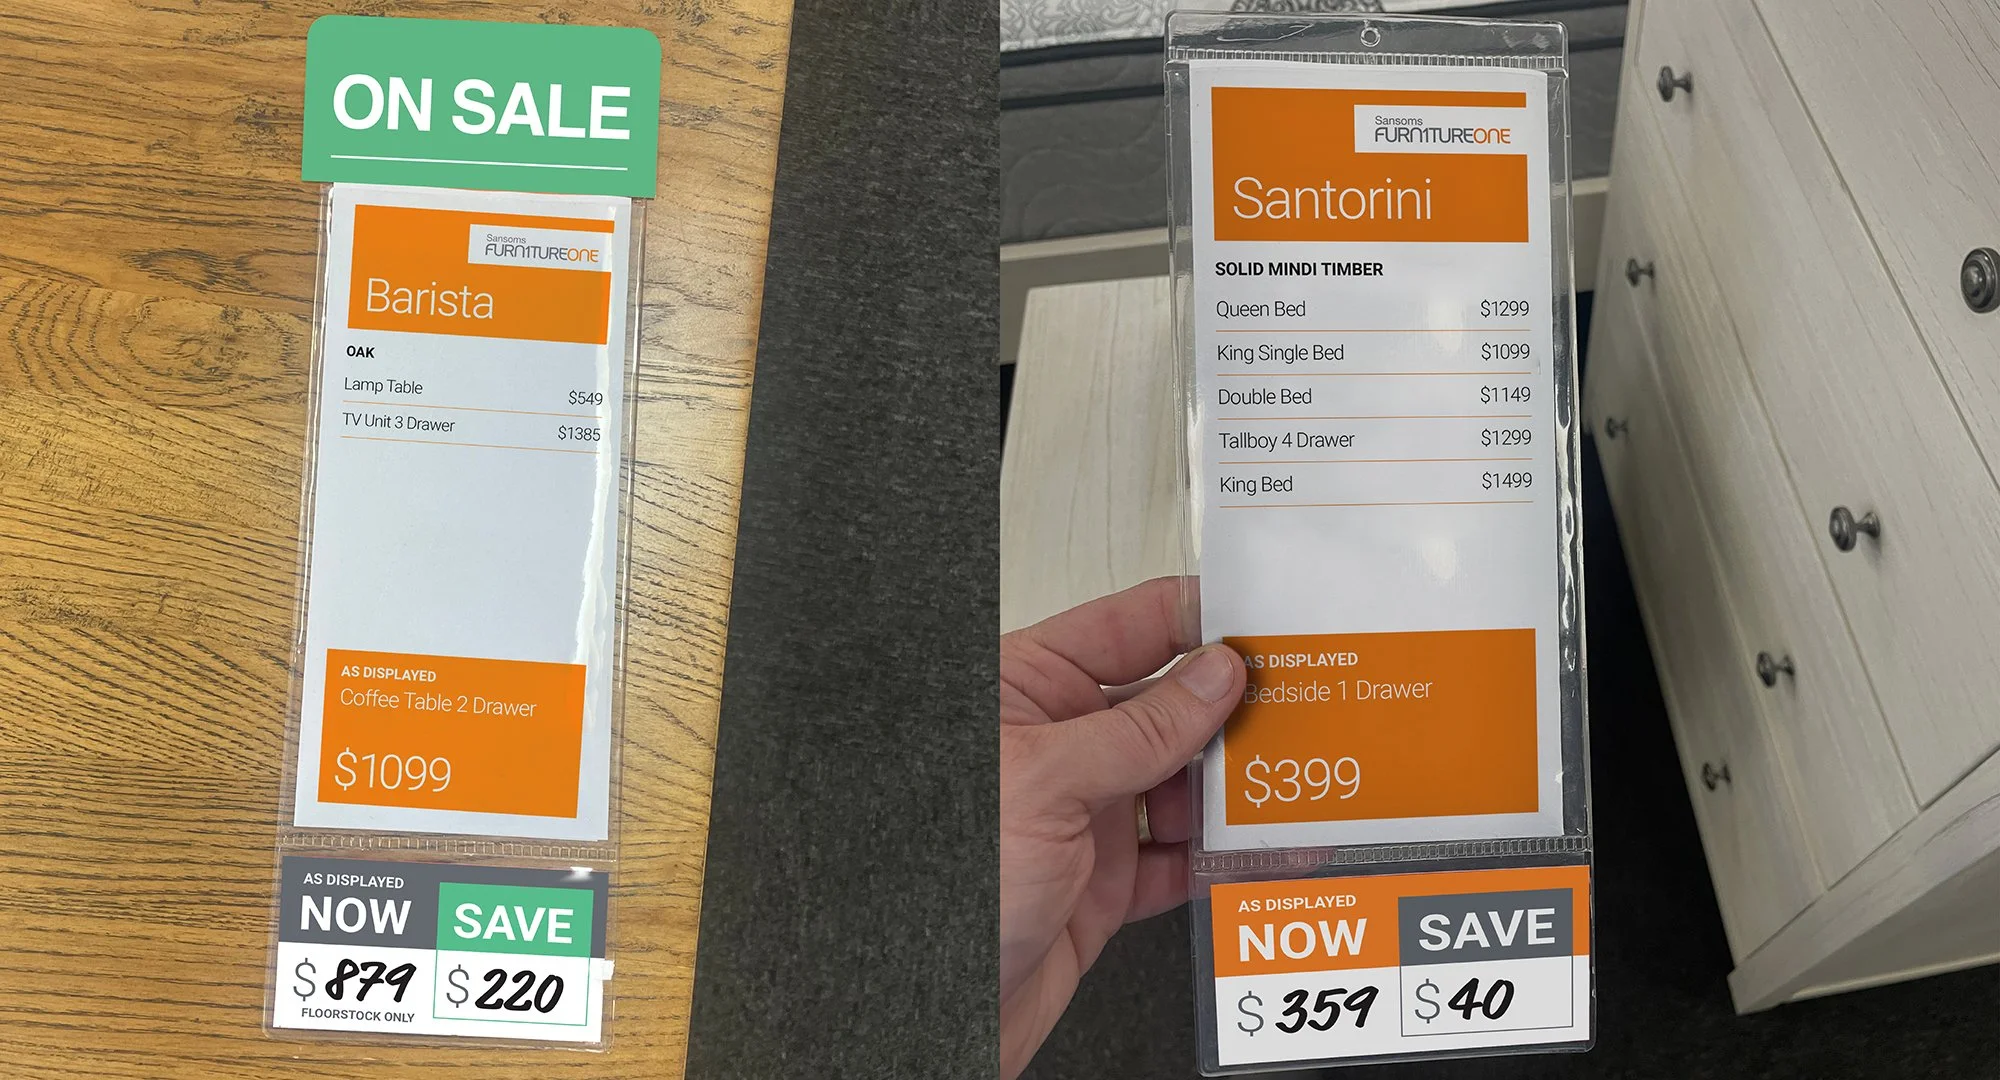 ON SALE
Sansoms
FURN1TUREONE
Barista
OAK
Lamp Table $549
TV Unit 3 Drawer $1385
AS DISPLAYED
Coffee Table 2 Drawer
$1099
AS DISPLAYED
NOW
SAVE
$ 879
$ 220
FLOORSTOCK ONLY
Sansoms
FURN1TUREONE
Santorini
SOLID MINDI TIMBER
Queen Bed $1299
King Single Bed $1099
Double Bed $1149
Tallboy 4 Drawer $1299
King Bed $1499
AS DISPLAYED
Bedside 1 Drawer
$399
AS DISPLAYED
NOW
SAVE
$ 359
$ 40